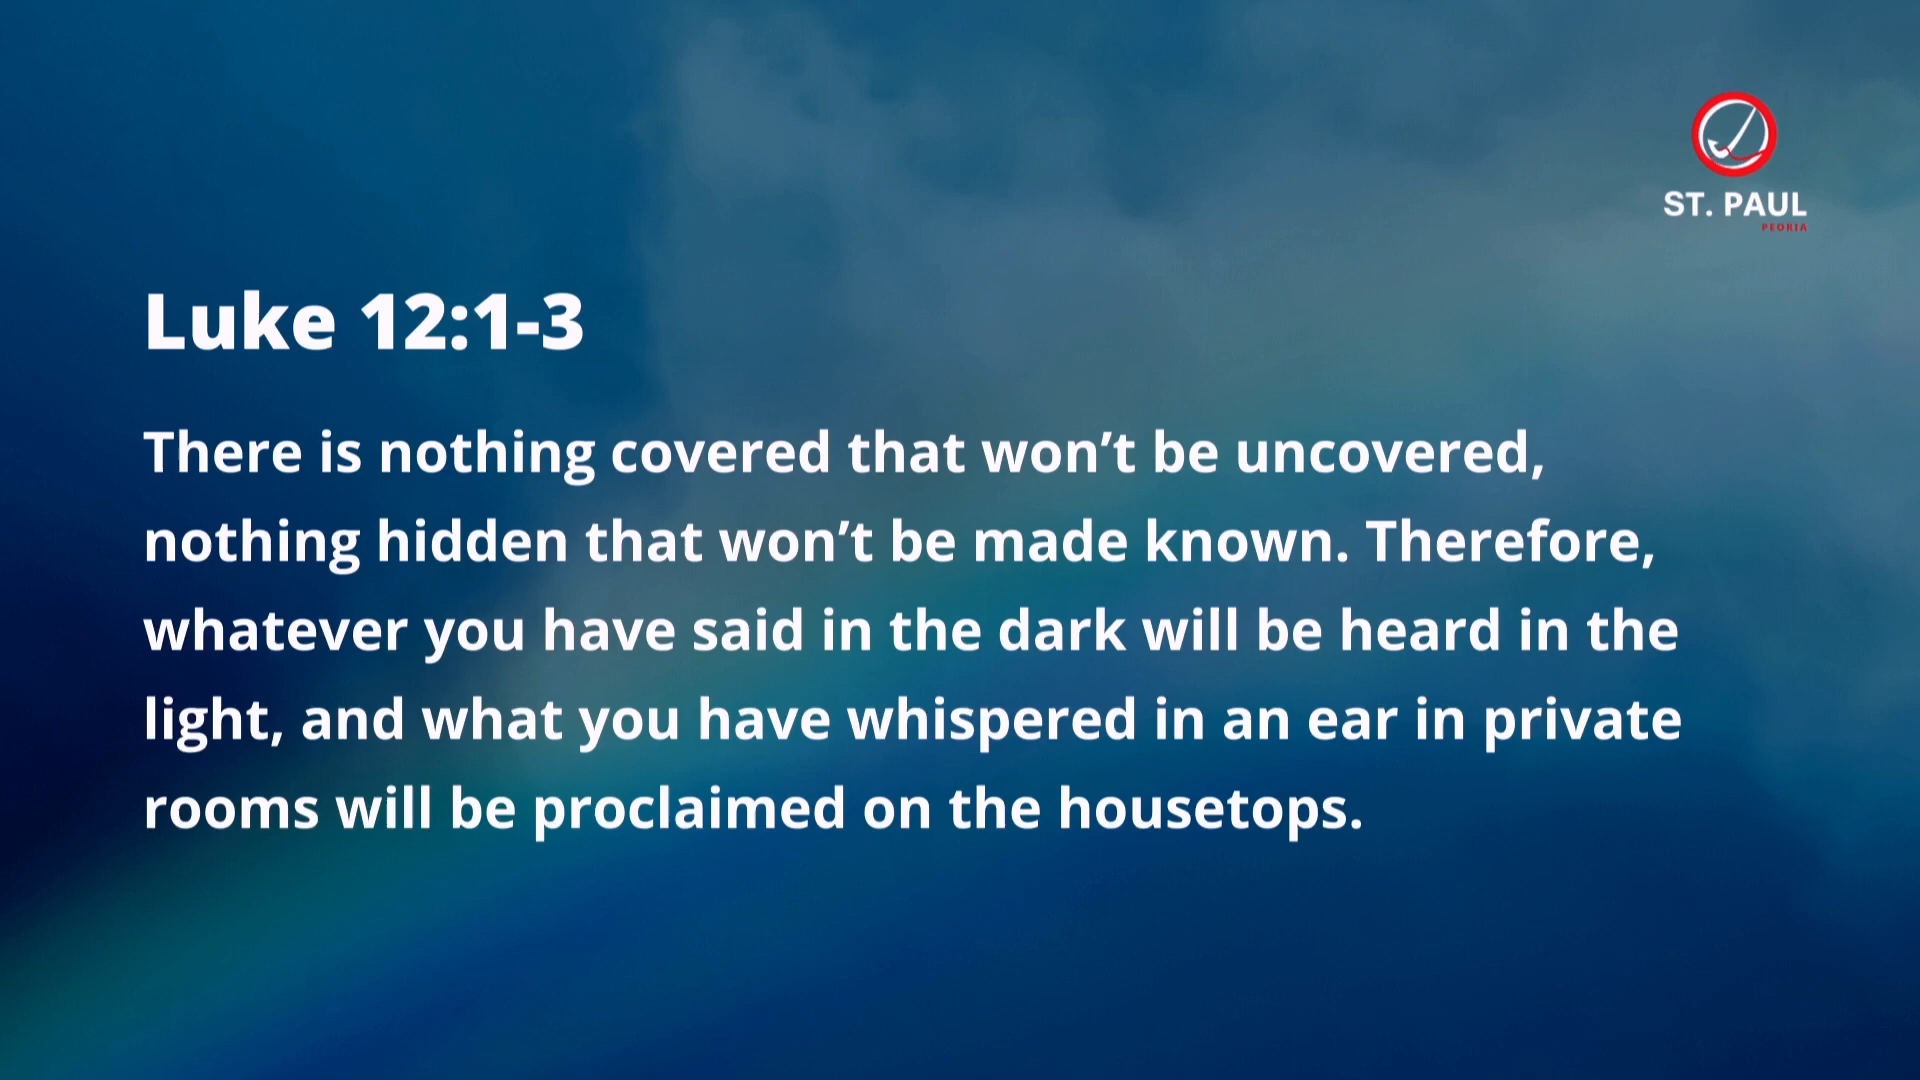 ST. PAUL
PEORIA
Luke 12:1-3
There is nothing covered that won’t be uncovered,
nothing hidden that won’t be made known. Therefore,
whatever you have said in the dark will be heard in the
light, and what you have whispered in an ear in private
rooms will be proclaimed on the housetops.